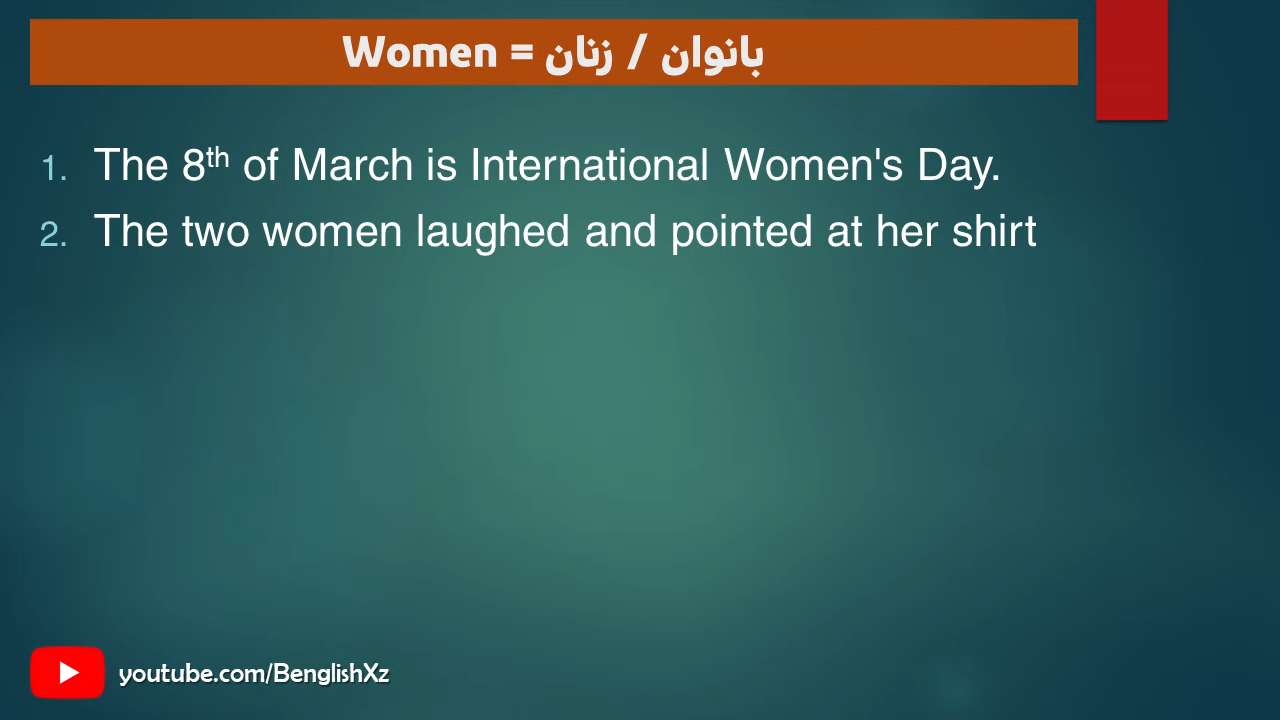 Women = زنان / بانوان
1. The 8th of March is International Women's Day.
2. The two women laughed and pointed at her shirt
youtube.com/BenglishXz